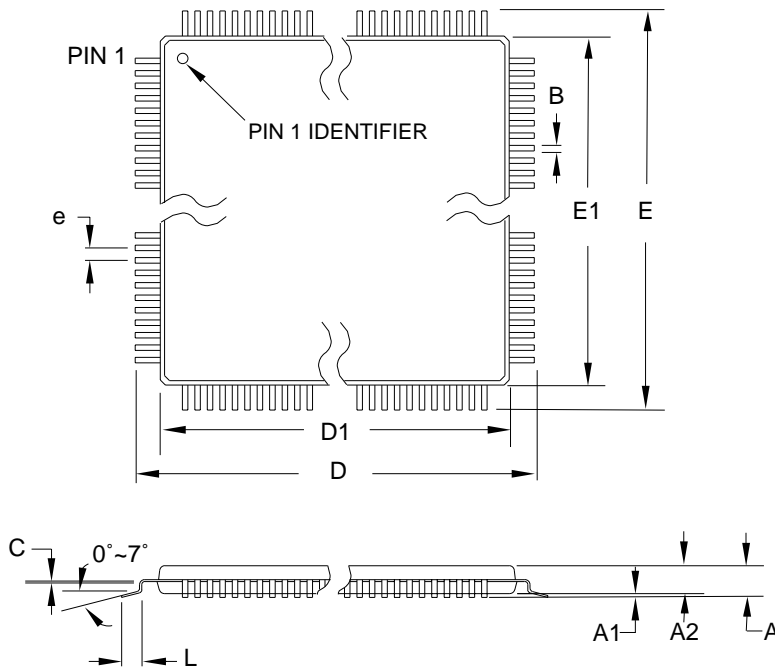 PIN 1
PIN 1 IDENTIFIER
B
e
E1
E
D1
D
C
0˚~7˚
L
A1
A2
A